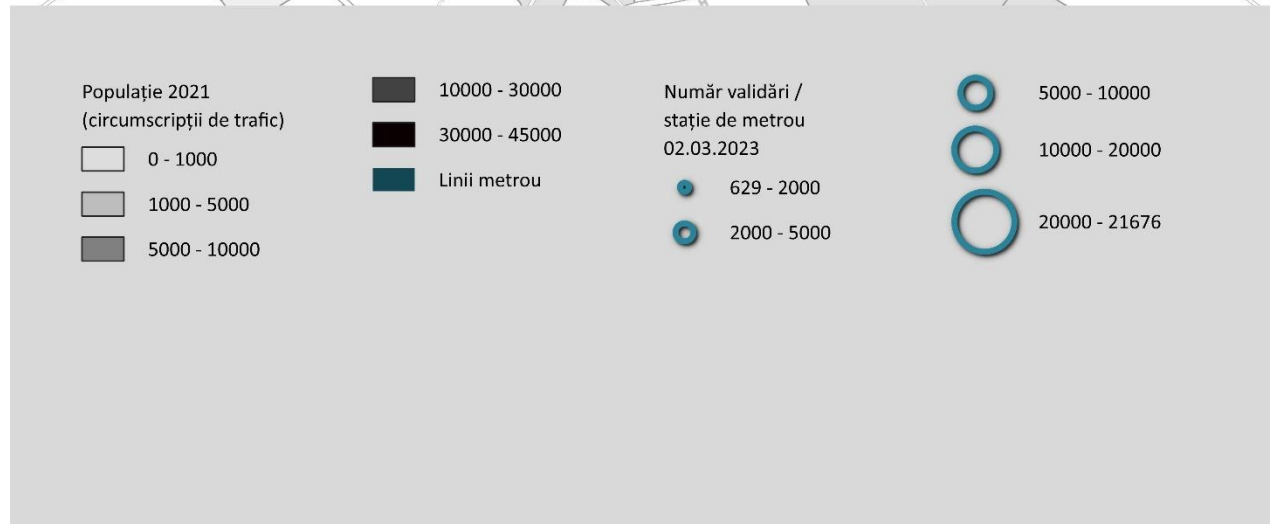 Populație 2021
(circumscripții de trafic)
0 - 1000
1000 - 5000
5000 - 10000
10000 - 30000
30000 - 45000
Linii metrou
Număr validări /
stație de metrou
02.03.2023
629 - 2000
2000 - 5000
5000 - 10000
10000 - 20000
20000 - 21676